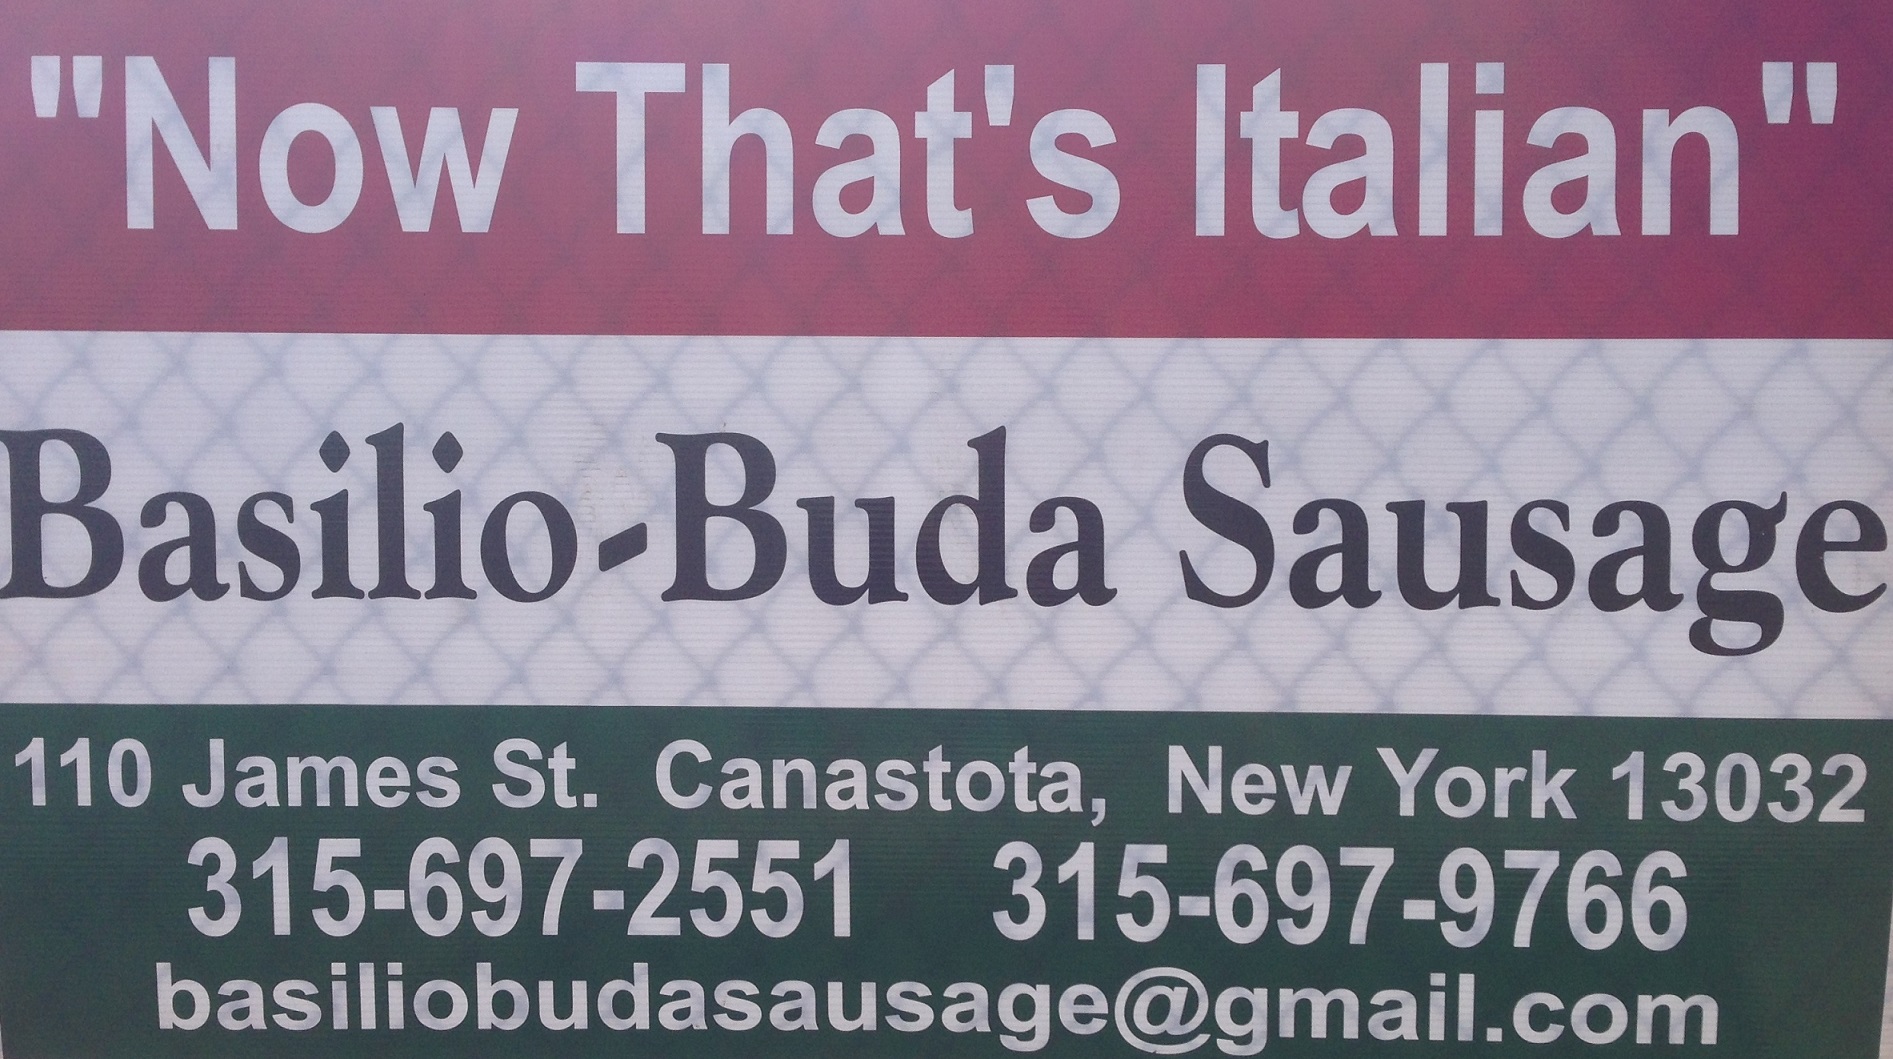 "Now That's Italian"
Basilio-Buda Sausage
110 James St. Canastota, New York 13032
315-697-2551 315-697-9766
basiliobudasausage@gmail.com